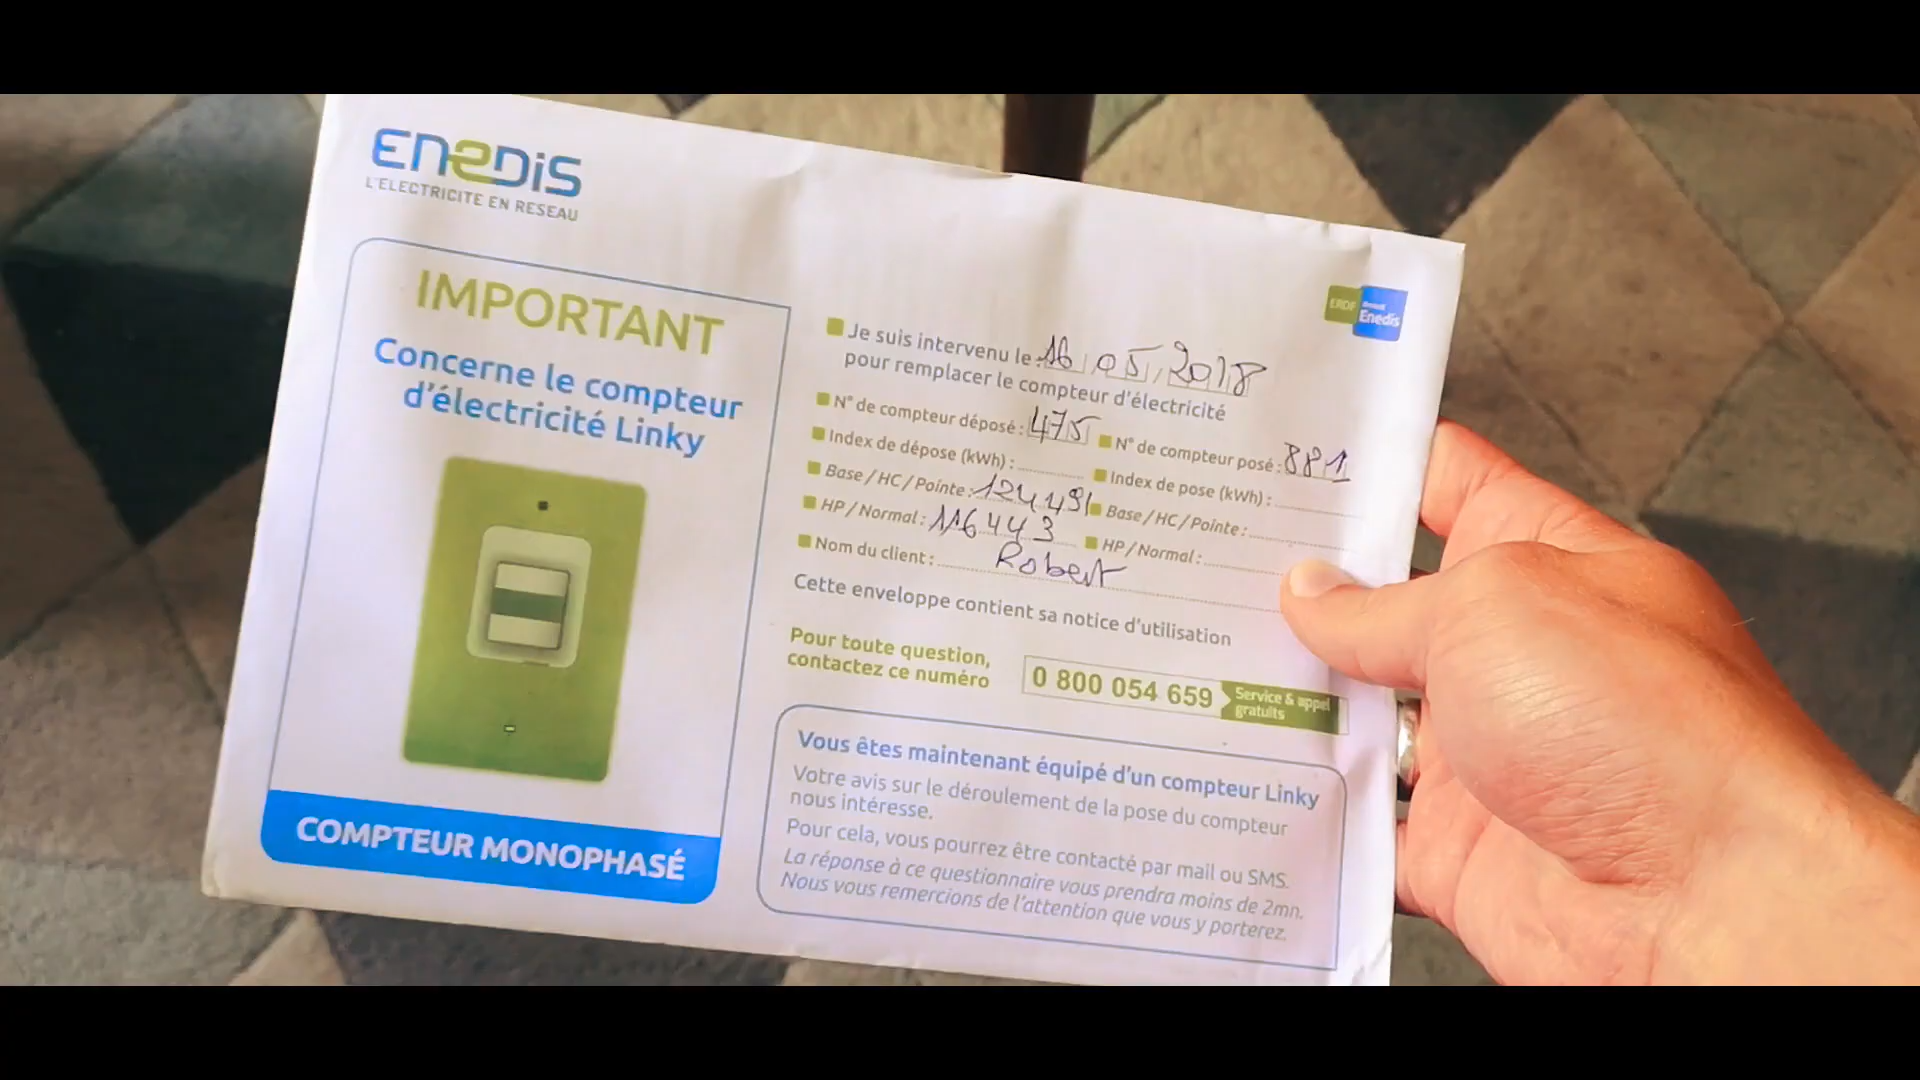 ENEDIS
L'ELECTRICITE EN RESEAU
IMPORTANT
Concerne le compteur
d'électricité Linky
COMPTEUR MONOPHASÉ
ERDF devient Enedis
Je suis intervenu le : 16/05/2018
pour remplacer le compteur d'électricité
N° de compteur déposé : 475 N° de compteur posé : 881
Index de dépose (kWh) : Index de pose (kWh) :
Base / HC / Pointe : 124491 Base / HC / Pointe :
HP / Normal : 116443 HP / Normal :
Nom du client : Robert
Cette enveloppe contient sa notice d'utilisation
Pour toute question,
contactez ce numéro
0 800 054 659 Service & appel
gratuits
Vous êtes maintenant équipé d'un compteur Linky
Votre avis sur le déroulement de la pose du compteur
nous intéresse.
Pour cela, vous pourrez être contacté par mail ou SMS.
La réponse à ce questionnaire vous prendra moins de 2mn.
Nous vous remercions de l'attention que vous y porterez.